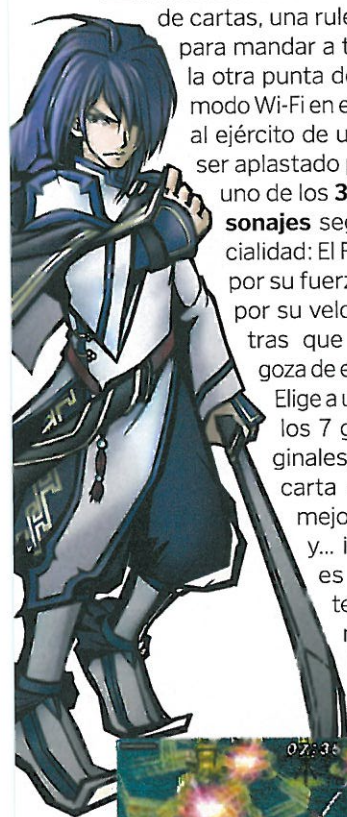 de cartas, una rule
para mandar a t
la otra punta de
modo Wi-Fi en e
al ejército de u
ser aplastado p
uno de los 3
sonajes seg
cialidad: El F
por su fuerz
por su velo
tras que
goza de e
Elige a u
los 7 g
ginales
carta
mejo
y... ¡
es
te
07:35